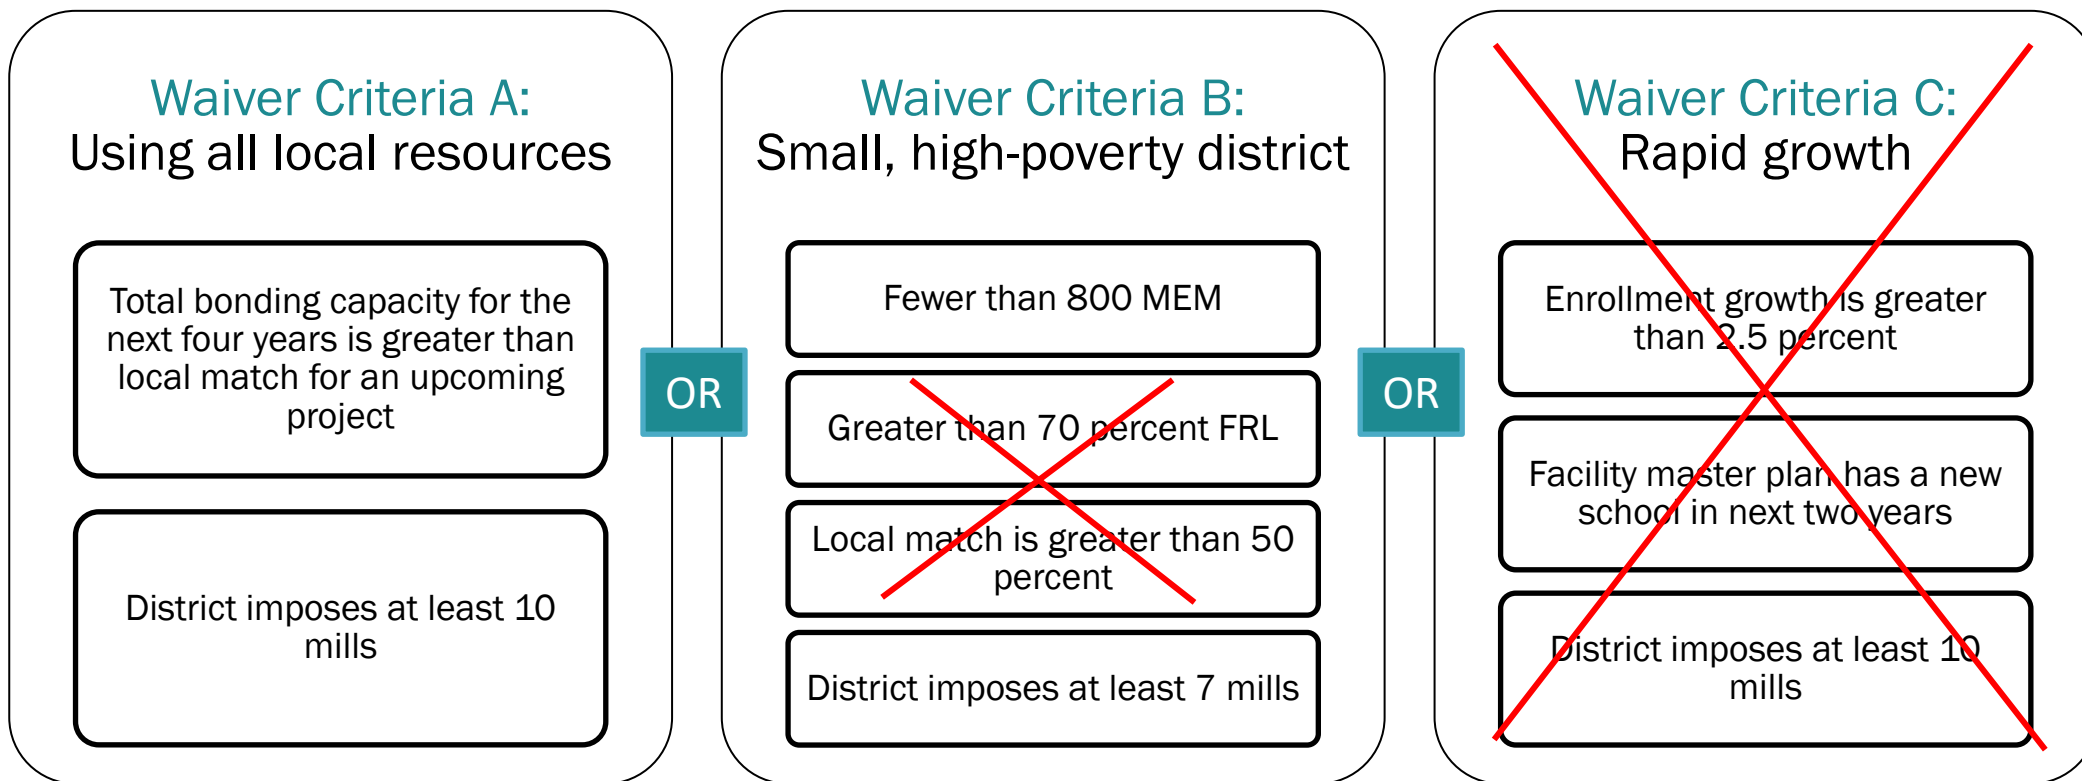 Waiver Criteria A:
Using all local resources
Total bonding capacity for the
next four years is greater than
local match for an upcoming
project
District imposes at least 10
mills
OR
Waiver Criteria B:
Small, high-poverty district
Fewer than 800 MEM
Greater than 70 percent FRL
Local match is greater than 50
percent
District imposes at least 7 mills
OR
Waiver Criteria C:
Rapid growth
Enrollment growth is greater
than 2.5 percent
Facility master plan has a new
school in next two years
District imposes at least 10
mills